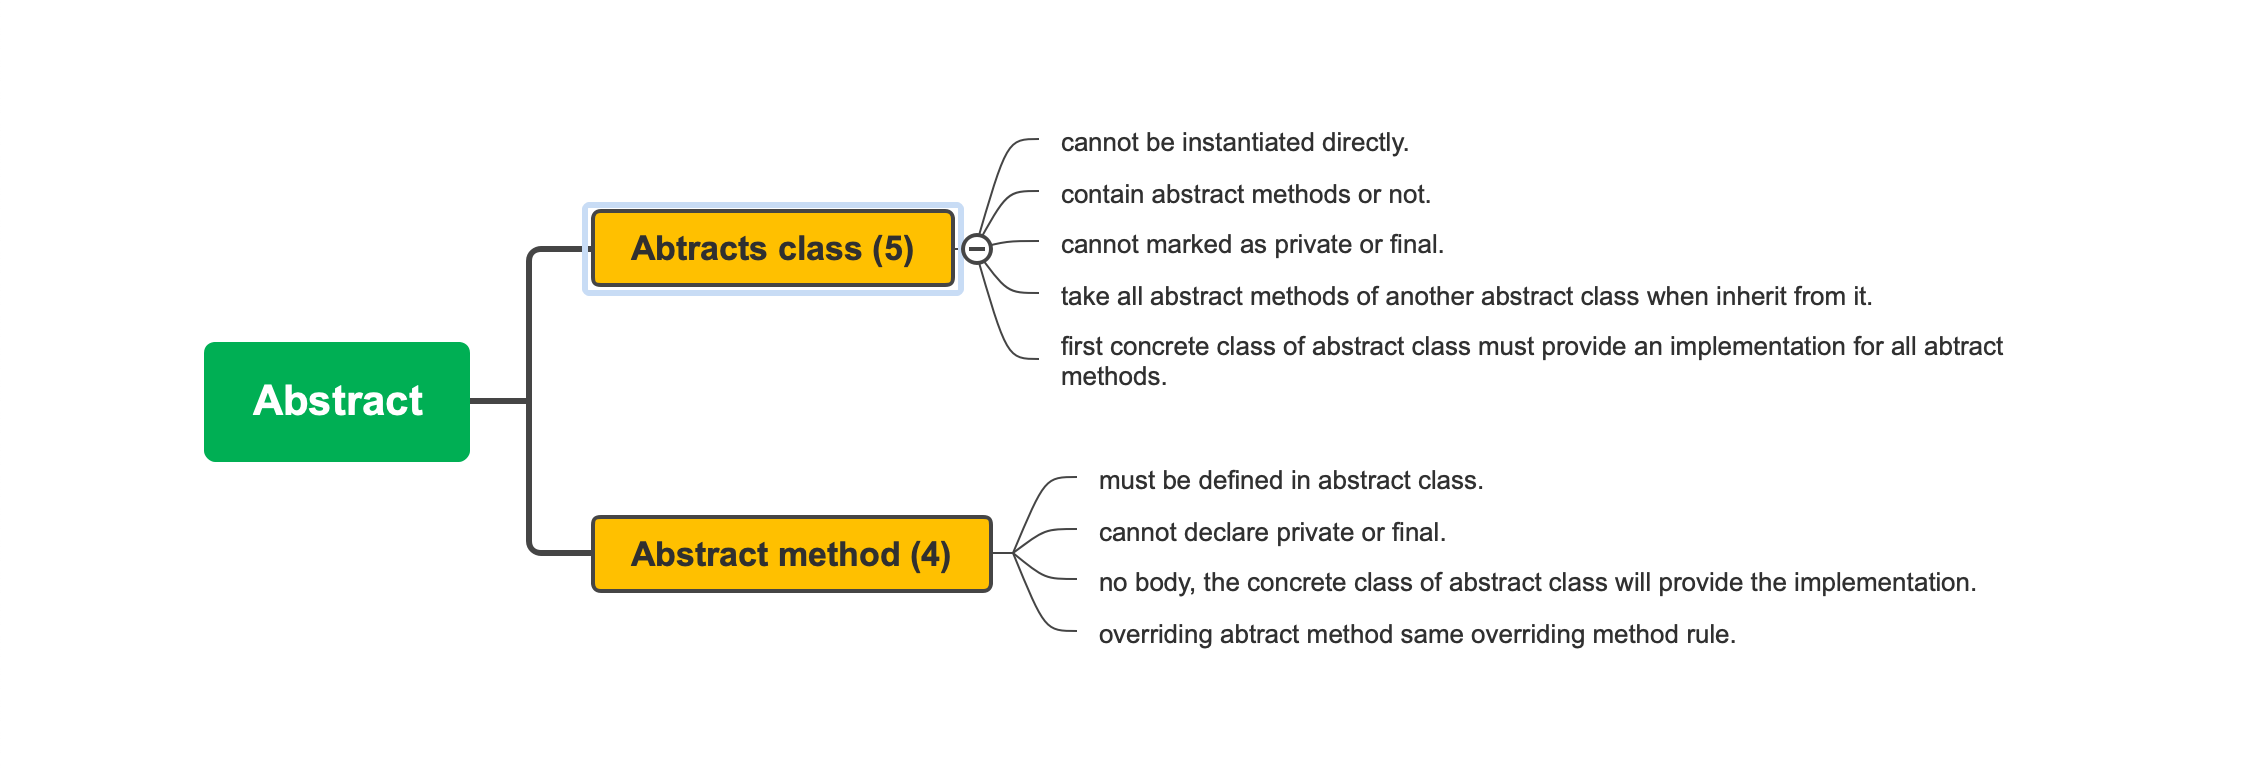 Abstract
Abtracts class (5)
cannot be instantiated directly.
contain abstract methods or not.
cannot marked as private or final.
take all abstract methods of another abstract class when inherit from it.
first concrete class of abstract class must provide an implementation for all abtract
methods.
Abstract method (4)
must be defined in abstract class.
cannot declare private or final.
no body, the concrete class of abstract class will provide the implementation.
overriding abtract method same overriding method rule.